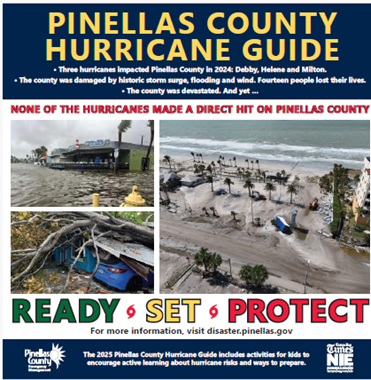 PINELLAS COUNTY
HURRICANE GUIDE
• Three hurricanes impacted Pinellas County in 2024: Debby, Helene and Milton.
• The county was damaged by historic storm surge, flooding and wind. Fourteen people lost their lives.
• The county was devastated. And yet ...
NONE OF THE HURRICANES MADE A DIRECT HIT ON PINELLAS COUNTY
READY SET PROTECT
For more information, visit disaster.pinellas.gov
Pinellas
County
Emergency
Management
The 2025 Pinellas County Hurricane Guide includes activities for kids to
encourage active learning about hurricane risks and ways to prepare.
Tampa Bay Times
NIE